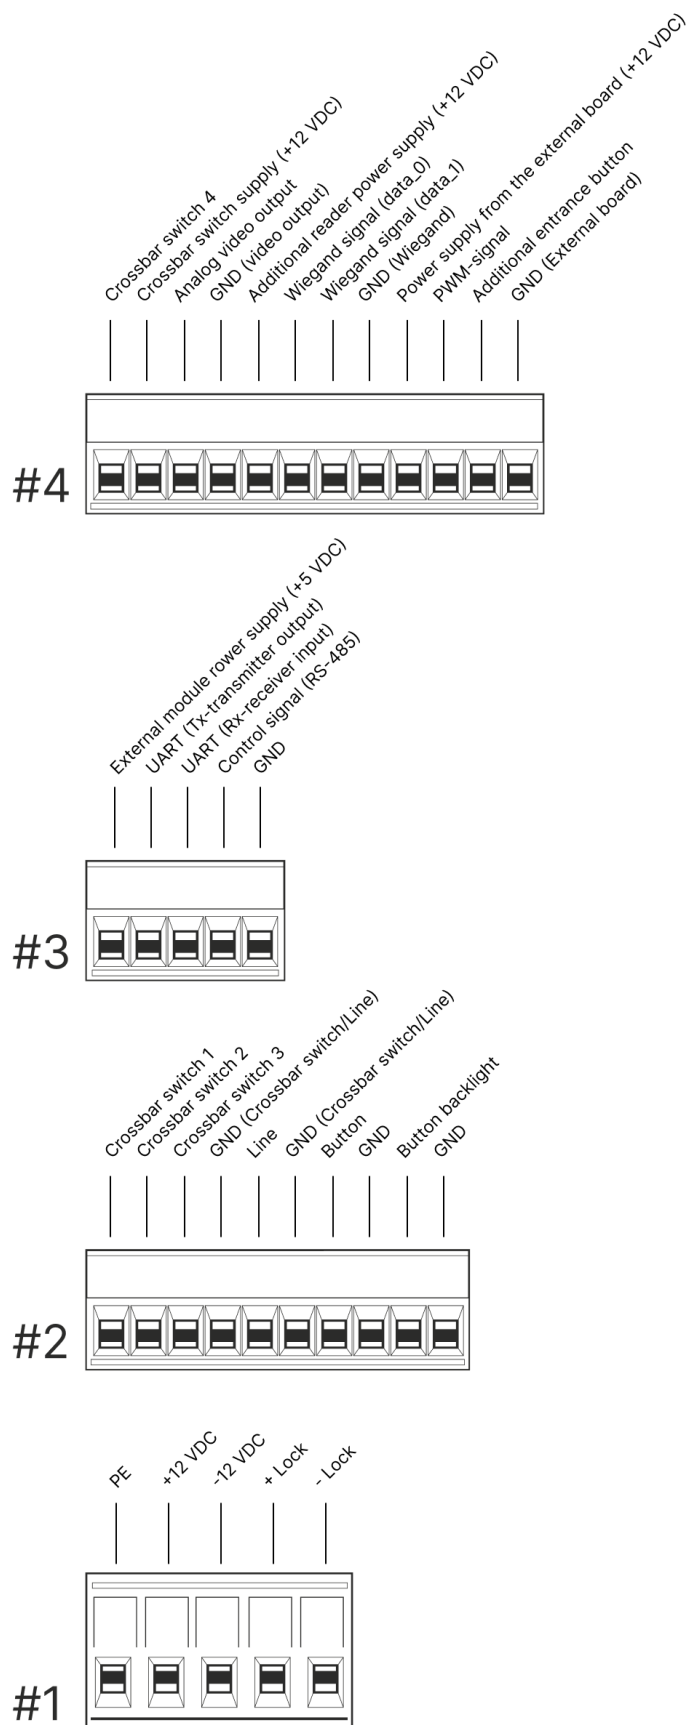 Crossbar switch 4
Crossbar switch supply (+12 VDC)
Analog video output
GND (video output)
Additional reader power supply (+12 VDC)
Wiegand signal (data_0)
Wiegand signal (data_1)
GND (Wiegand)
Power supply from the external board (+12 VDC)
PWM-signal
Additional entrance button
GND (External board)
#4
External module rower supply (+5 VDC)
UART (Tx-transmitter output)
UART (Rx-receiver input)
Control signal (RS-485)
GND
#3
Crossbar switch 1
Crossbar switch 2
Crossbar switch 3
GND (Crossbar switch/Line)
Line
GND (Crossbar switch/Line)
Button
GND
Button backlight
GND
#2
PE
+12 VDC
-12 VDC
+ Lock
- Lock
#1